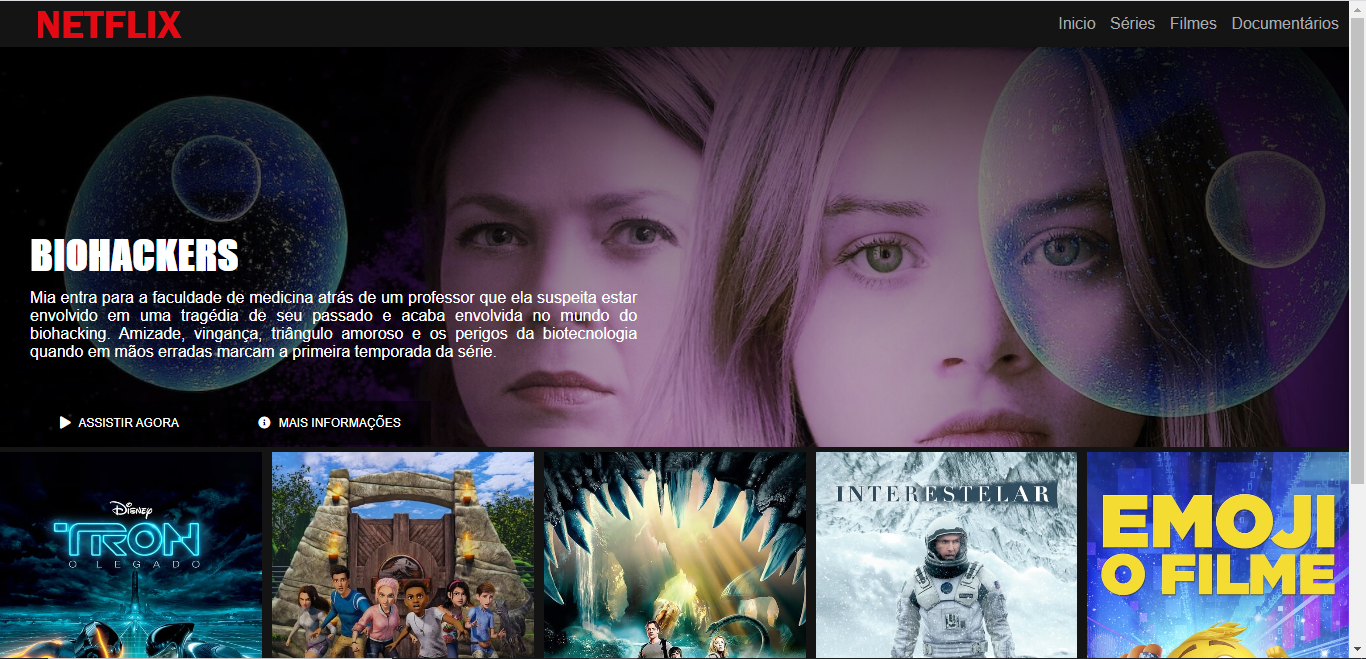 NETFLIX
Inicio Séries Filmes Documentários
BIOHACKERS
Mia entra para a faculdade de medicina atrás de um professor que ela suspeita estar
envolvido em uma tragédia de seu passado e acaba envolvida no mundo do
biohacking. Amizade, vingança, triângulo amoroso e os perigos da biotecnologia
quando em mãos erradas marcam a primeira temporada da série.
ASSISTIR AGORA
MAIS INFORMAÇÕES
Disney
TRON
O LEGADO
INTERESTELAR
EMOJI
O FILME